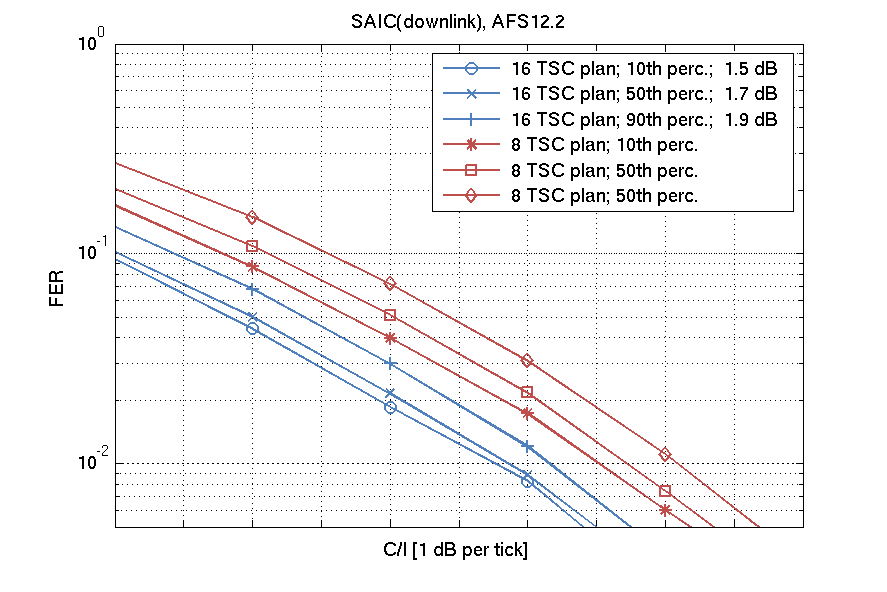 SAIC(downlink), AFS12.2
10^0
16 TSC plan; 10th perc.; 1.5 dB
16 TSC plan; 50th perc.; 1.7 dB
16 TSC plan; 90th perc.; 1.9 dB
8 TSC plan; 10th perc.
8 TSC plan; 50th perc.
8 TSC plan; 50th perc.
10^-1
FER
10^-2
C/I [1 dB per tick]